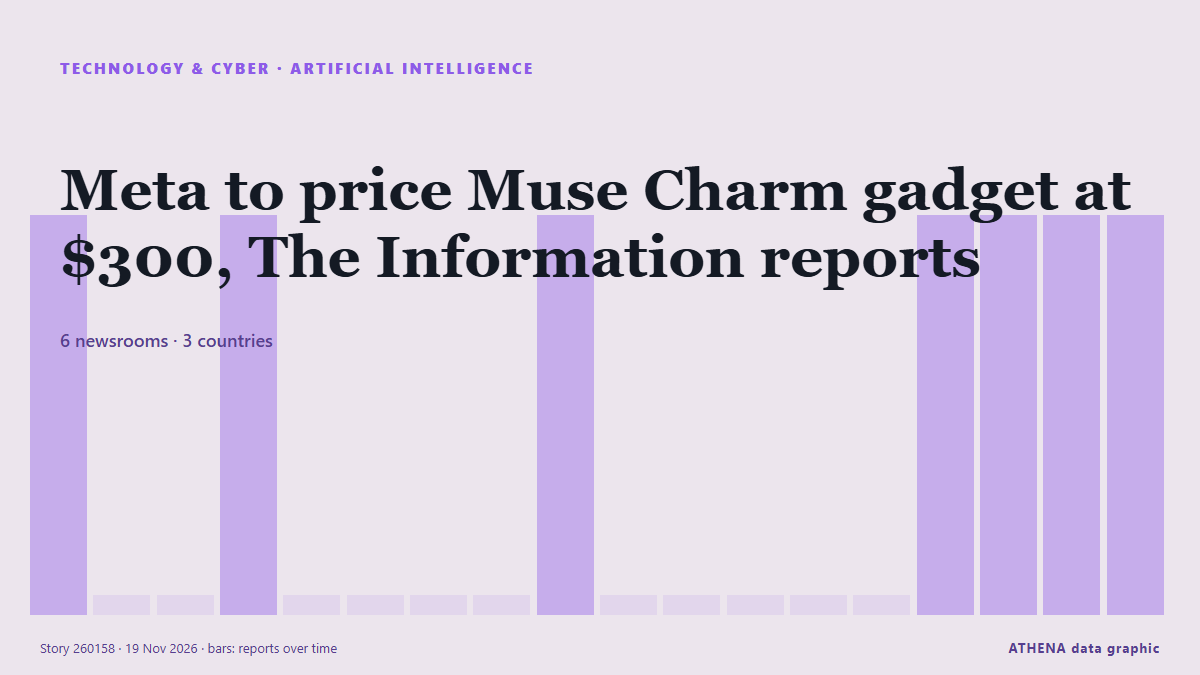 TECHNOLOGY & CYBER · ARTIFICIAL INTELLIGENCE
Meta to price Muse Charm gadget at
$300, The Information reports
6 newsrooms · 3 countries
Story 260158 · 19 Nov 2026 · bars: reports over time
ATHENA data graphic